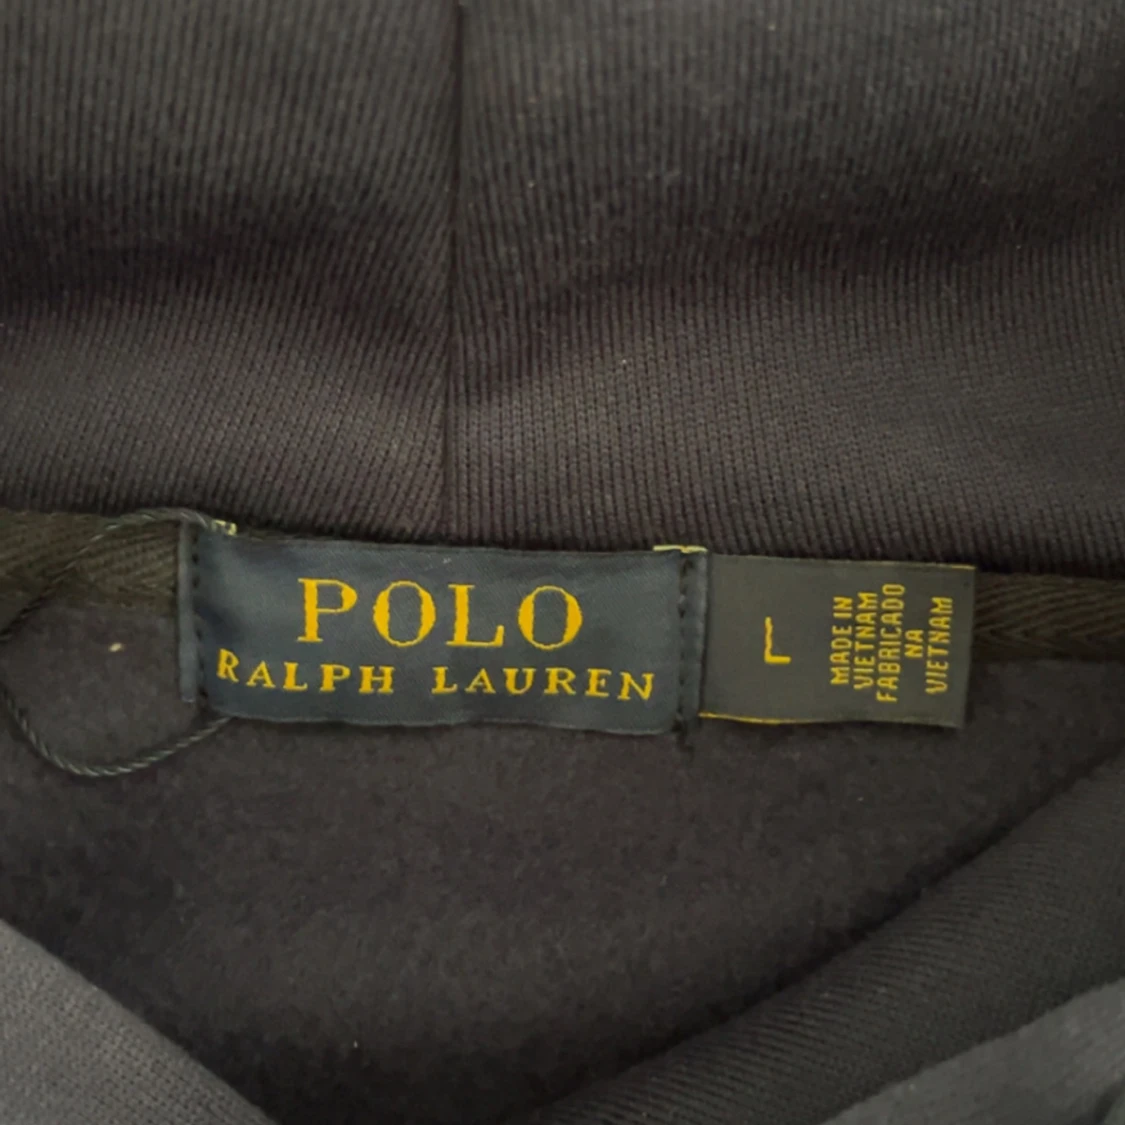 POLO
RALPH LAUREN
L
MADE IN
VIETNAM
FABRICADO
NA
VIETNAM